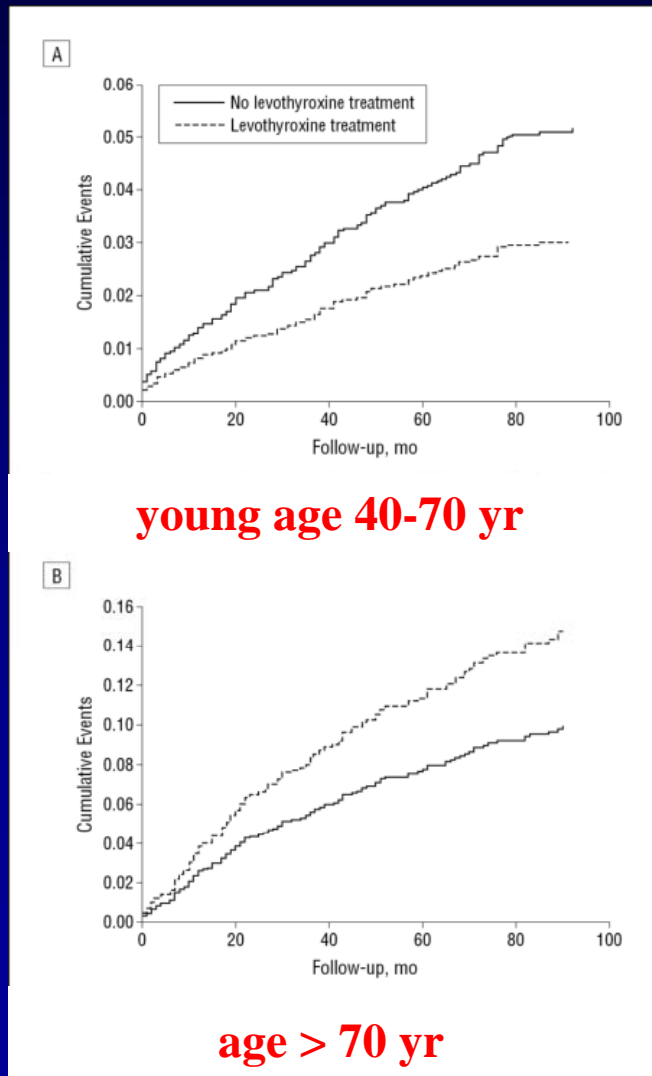 A
0.06
0.05
0.04
0.03
0.02
0.01
0.00
Cumulative Events
No levothyroxine treatment
Levothyroxine treatment
0 20 40 60 80 100
Follow-up, mo
young age 40-70 yr
B
0.16
0.14
0.12
0.10
0.08
0.06
0.04
0.02
0.00
Cumulative Events
0 20 40 60 80 100
Follow-up, mo
age > 70 yr